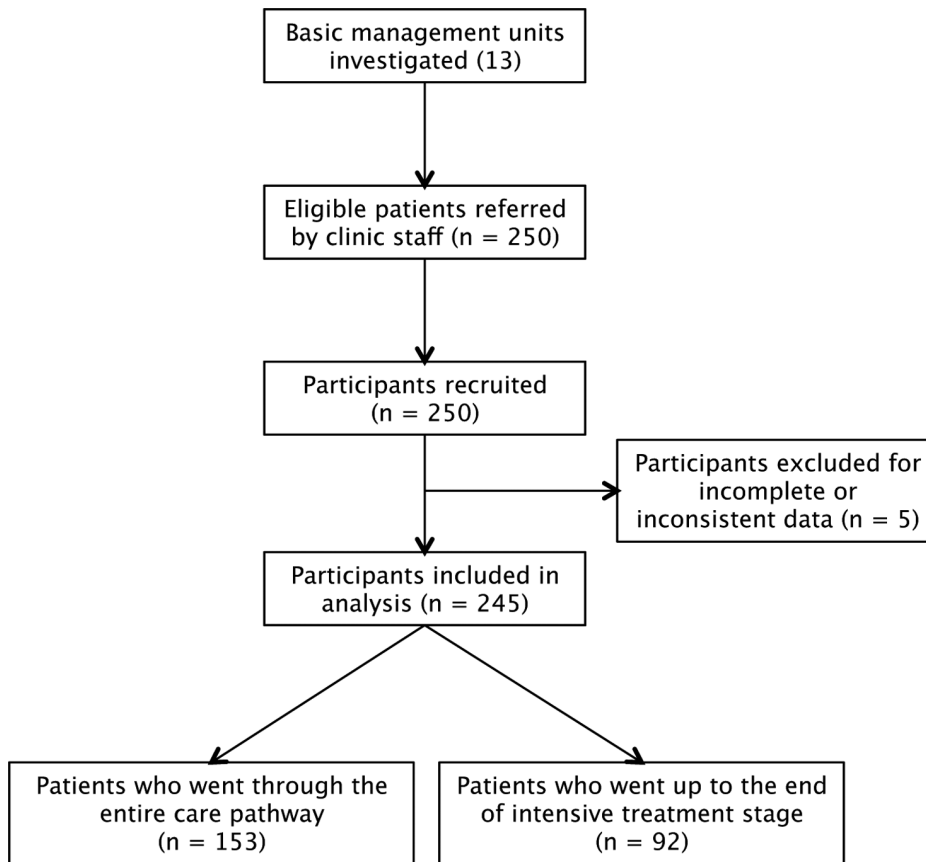 Basic management units
investigated (13)
Eligible patients referred
by clinic staff (n = 250)
Participants recruited
(n = 250)
Participants excluded for
incomplete or
inconsistent data (n = 5)
Participants included in
analysis (n = 245)
Patients who went through the
entire care pathway
(n = 153)
Patients who went up to the end
of intensive treatment stage
(n = 92)